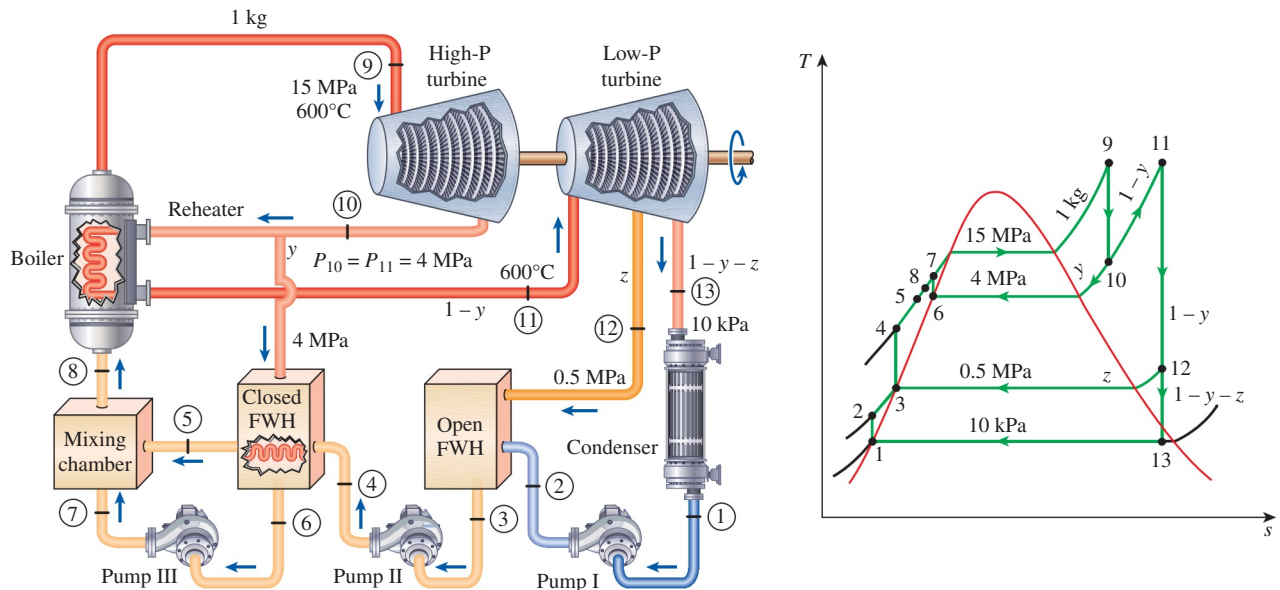 1 kg
9
15 MPa
600°C
High-P
turbine
Low-P
turbine
Reheater
10
Boiler
y
P10 = P11 = 4 MPa
600°C
1 – y
11
z
1 – y – z
13
12
10 kPa
8
4 MPa
0.5 MPa
Closed
FWH
Mixing
chamber
5
Open
FWH
Condenser
7
6
4
3
2
1
Pump III
Pump II
Pump I
T
9
11
1 kg
1 – y
15 MPa
7
8
y
10
5
4 MPa
6
4
1 – y
0.5 MPa
z
12
2
3
1 – y – z
10 kPa
1
13
s